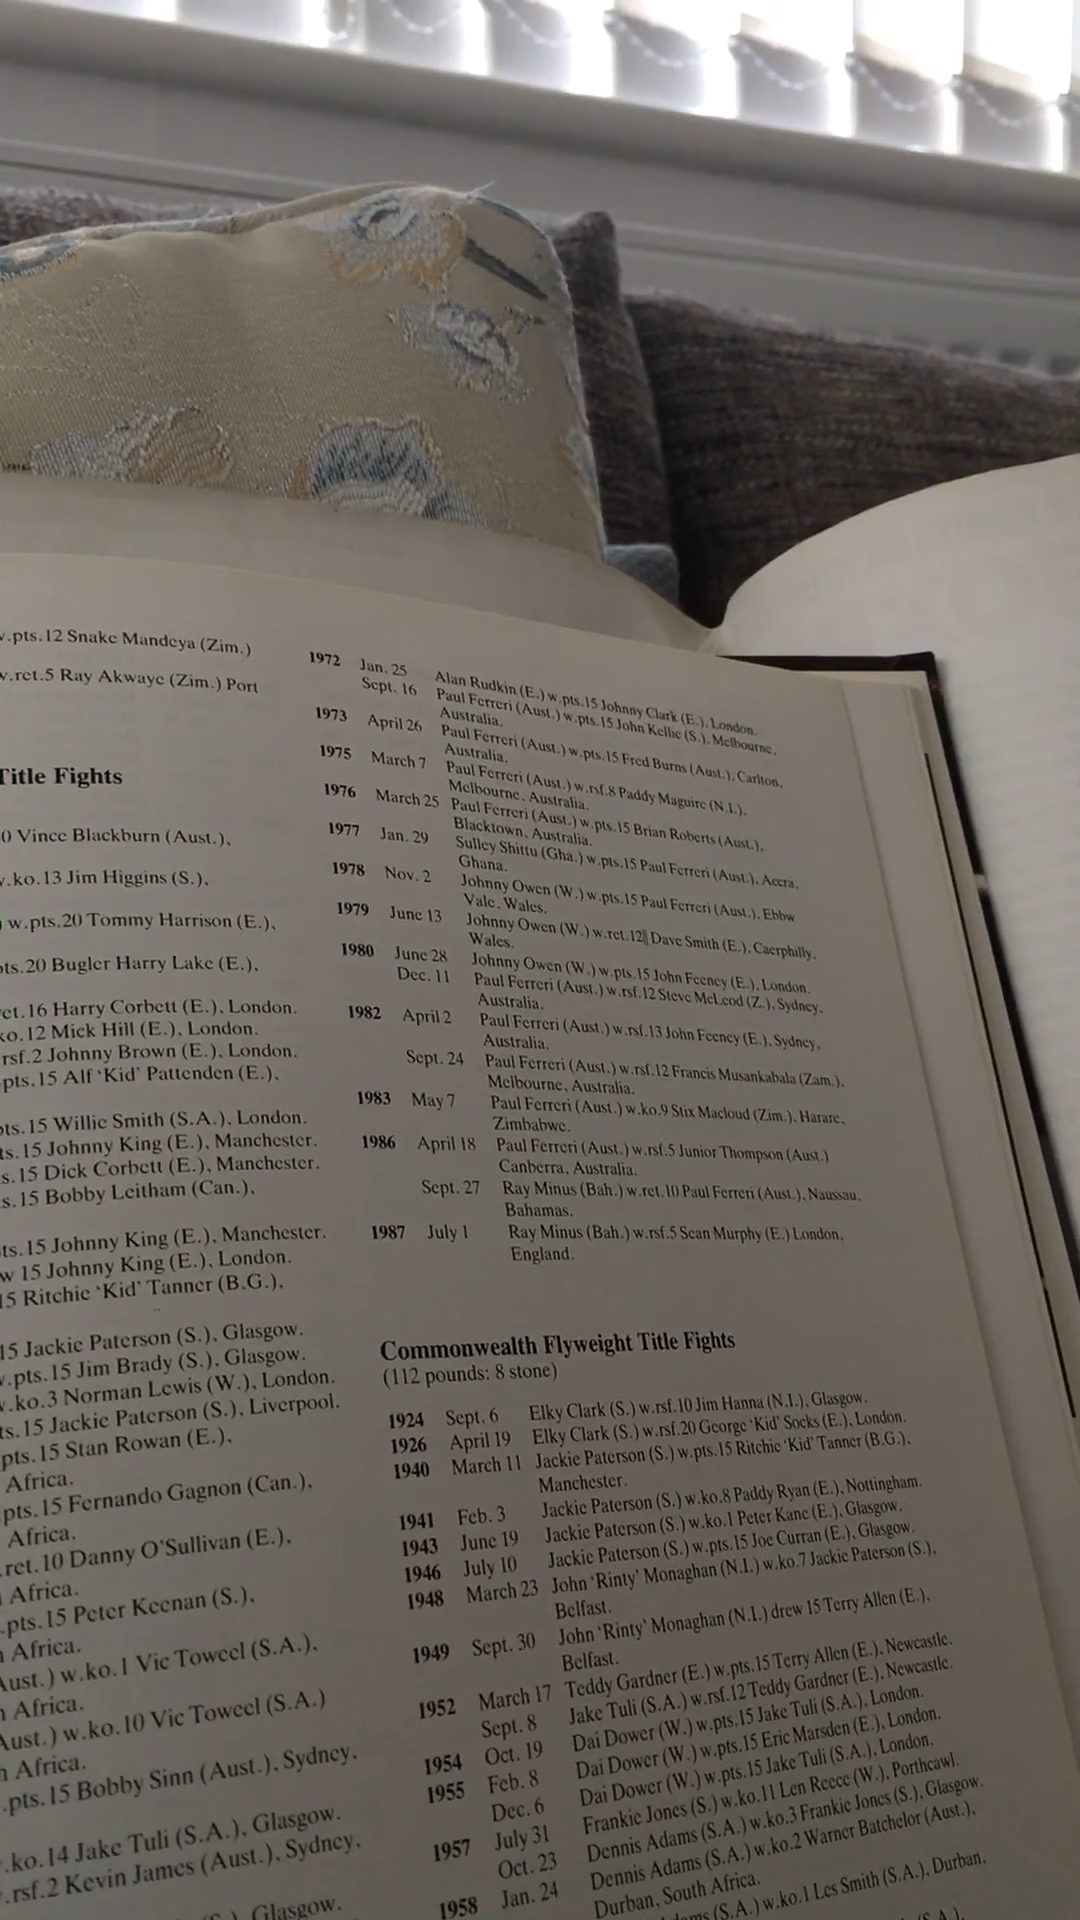 w.pts.12 Snake Mandeya (Zim.)
w.ret.5 Ray Akwaye (Zim.) Port
Title Fights
0 Vince Blackburn (Aust.),
w.ko.13 Jim Higgins (S.),
w.pts.20 Tommy Harrison (E.),
pts.20 Bugler Harry Lake (E.),
ret.16 Harry Corbett (E.), London.
ko.12 Mick Hill (E.), London.
rsf.2 Johnny Brown (E.), London.
pts.15 Alf 'Kid' Pattenden (E.),
pts.15 Willie Smith (S.A.), London.
ts.15 Johnny King (E.), Manchester.
s.15 Dick Corbett (E.), Manchester.
s.15 Bobby Leitham (Can.),
ts.15 Johnny King (E.), Manchester.
w 15 Johnny King (E.), London.
15 Ritchie 'Kid' Tanner (B.G.),
15 Jackie Paterson (S.), Glasgow.
w.pts.15 Jim Brady (S.), Glasgow.
w.ko.3 Norman Lewis (W.), London.
ts.15 Jackie Paterson (S.), Liverpool.
pts.15 Stan Rowan (E.),
Africa.
pts.15 Fernando Gagnon (Can.),
Africa.
.ret.10 Danny O'Sullivan (E.),
Africa.
.pts.15 Peter Keenan (S.),
Africa.
Aust.) w.ko.1 Vic Toweel (S.A.),
Africa.
Aust.) w.ko.10 Vic Toweel (S.A.)
Africa.
.pts.15 Bobby Sinn (Aust.), Sydney,
.ko.14 Jake Tuli (S.A.), Glasgow.
.rsf.2 Kevin James (Aust.), Sydney,
Glasgow.
1972 Jan. 25 Alan Rudkin (E.) w.pts.15 Johnny Clark (E.), London.
Sept. 16 Paul Ferreri (Aust.) w.pts.15 John Kellie (S.), Melbourne,
Australia.
1973 April 26 Paul Ferreri (Aust.) w.pts.15 Fred Burns (Aust.), Carlton,
Australia.
1975 March 7 Paul Ferreri (Aust.) w.rsf.8 Paddy Maguire (N.I.),
Melbourne, Australia.
1976 March 25 Paul Ferreri (Aust.) w.pts.15 Brian Roberts (Aust.),
Blacktown, Australia.
1977 Jan. 29 Sulley Shittu (Gha.) w.pts.15 Paul Ferreri (Aust.), Accra,
Ghana.
1978 Nov. 2 Johnny Owen (W.) w.pts.15 Paul Ferreri (Aust.), Ebbw
Vale, Wales.
1979 June 13 Johnny Owen (W.) w.ret.12 Dave Smith (E.), Caerphilly,
Wales.
1980 June 28 Johnny Owen (W.) w.pts.15 John Feeney (E.), London.
Dec. 11 Paul Ferreri (Aust.) w.rsf.12 Steve McLeod (Z.), Sydney,
Australia.
1982 April 2 Paul Ferreri (Aust.) w.rsf.13 John Feeney (E.), Sydney,
Australia.
Sept. 24 Paul Ferreri (Aust.) w.rsf.12 Francis Musankabala (Zam.),
Melbourne, Australia.
1983 May 7 Paul Ferreri (Aust.) w.ko.9 Stix Macloud (Zim.), Harare,
Zimbabwe.
1986 April 18 Paul Ferreri (Aust.) w.rsf.5 Junior Thompson (Aust.)
Canberra, Australia.
Sept. 27 Ray Minus (Bah.) w.ret.10 Paul Ferreri (Aust.), Naussau,
Bahamas.
1987 July 1 Ray Minus (Bah.) w.rsf.5 Sean Murphy (E.) London,
England.
Commonwealth Flyweight Title Fights
(112 pounds: 8 stone)
1924 Sept. 6 Elky Clark (S.) w.rsf.10 Jim Hanna (N.I.), Glasgow.
1926 April 19 Elky Clark (S.) w.rsf.20 George 'Kid' Socks (E.), London.
1940 March 11 Jackie Paterson (S.) w.pts.15 Ritchie 'Kid' Tanner (B.G.),
Manchester.
1941 Feb. 3 Jackie Paterson (S.) w.ko.8 Paddy Ryan (E.), Nottingham.
1943 June 19 Jackie Paterson (S.) w.ko.1 Peter Kane (E.), Glasgow.
1946 July 10 Jackie Paterson (S.) w.pts.15 Joe Curran (E.), Glasgow.
1948 March 23 John 'Rinty' Monaghan (N.I.) w.ko.7 Jackie Paterson (S.),
Belfast.
1949 Sept. 30 John 'Rinty' Monaghan (N.I.) drew 15 Terry Allen (E.),
Belfast.
1952 March 17 Teddy Gardner (E.) w.pts.15 Terry Allen (E.), Newcastle.
Sept. 8 Jake Tuli (S.A.) w.rsf.12 Teddy Gardner (E.), Newcastle.
1954 Oct. 19 Dai Dower (W.) w.pts.15 Jake Tuli (S.A.), London.
1955 Feb. 8 Dai Dower (W.) w.pts.15 Eric Marsden (E.), London.
Dec. 6 Dai Dower (W.) w.pts.15 Jake Tuli (S.A.), London.
1957 July 31 Frankie Jones (S.) w.ko.11 Len Reece (W.), Porthcawl.
Oct. 23 Dennis Adams (S.A.) w.ko.3 Frankie Jones (S.), Glasgow.
1958 Jan. 24 Dennis Adams (S.A.) w.ko.2 Warner Batchelor (Aust.),
Durban, South Africa.
(S.A.) w.ko.1 Les Smith (S.A.), Durban,